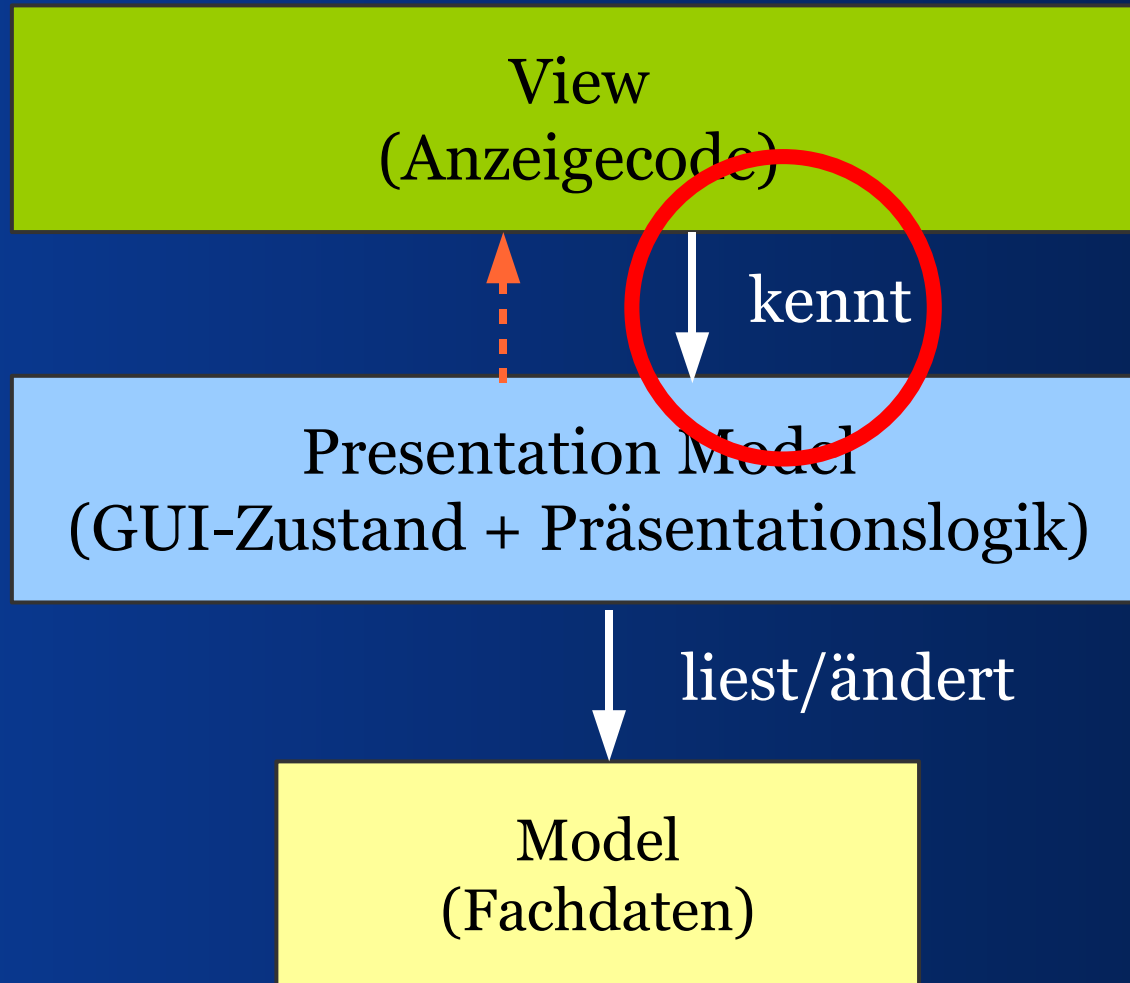 View
(Anzeigecode)
kennt
Presentation Model
(GUI-Zustand + Präsentationslogik)
liest/ändert
Model
(Fachdaten)